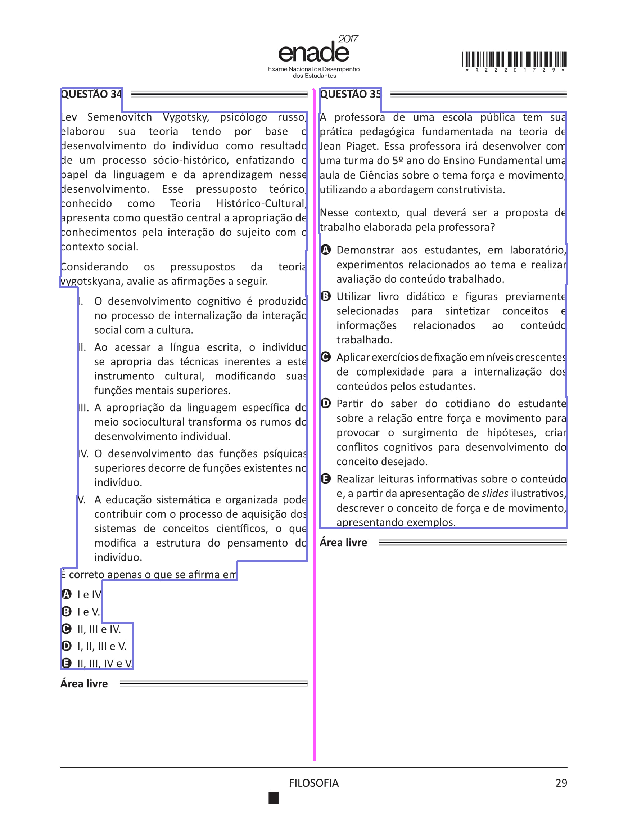 2017
enade
Exame Nacional de Desempenho
dos Estudantes
*R2220172 9*
QUESTÃO 34
Lev Semenovitch Vygotsky, psicólogo russo,
elaborou sua teoria tendo por base o
desenvolvimento do indivíduo como resultado
de um processo sócio-histórico, enfatizando o
papel da linguagem e da aprendizagem nesse
desenvolvimento. Esse pressuposto teórico,
conhecido como Teoria Histórico-Cultural,
apresenta como questão central a apropriação de
conhecimentos pela interação do sujeito com o
contexto social.
Considerando os pressupostos da teoria
vygotskyana, avalie as afirmações a seguir.
I. O desenvolvimento cognitivo é produzido
no processo de internalização da interação
social com a cultura.
II. Ao acessar a língua escrita, o indivíduo
se apropria das técnicas inerentes a este
instrumento cultural, modificando suas
funções mentais superiores.
III. A apropriação da linguagem específica do
meio sociocultural transforma os rumos do
desenvolvimento individual.
IV. O desenvolvimento das funções psíquicas
superiores decorre de funções existentes no
indivíduo.
V. A educação sistemática e organizada pode
contribuir com o processo de aquisição dos
sistemas de conceitos científicos, o que
modifica a estrutura do pensamento do
indivíduo.
É correto apenas o que se afirma em
A I e IV
B I e V.
C II, III e IV.
D I, II, III e V.
E II, III, IV e V.
Área livre
QUESTÃO 35
A professora de uma escola pública tem sua
prática pedagógica fundamentada na teoria de
Jean Piaget. Essa professora irá desenvolver com
uma turma do 5º ano do Ensino Fundamental uma
aula de Ciências sobre o tema força e movimento,
utilizando a abordagem construtivista.
Nesse contexto, qual deverá ser a proposta de
trabalho elaborada pela professora?
A Demonstrar aos estudantes, em laboratório,
experimentos relacionados ao tema e realizar
avaliação do conteúdo trabalhado.
B Utilizar livro didático e figuras previamente
selecionadas para sintetizar conceitos e
informações relacionados ao conteúdo
trabalhado.
C Aplicar exercícios de fixação em níveis crescentes
de complexidade para a internalização dos
conteúdos pelos estudantes.
D Partir do saber do cotidiano do estudante
sobre a relação entre força e movimento para
provocar o surgimento de hipóteses, criar
conflitos cognitivos para desenvolvimento do
conceito desejado.
E Realizar leituras informativas sobre o conteúdo
e, a partir da apresentação de slides ilustrativos,
descrever o conceito de força e de movimento,
apresentando exemplos.
Área livre
FILOSOFIA
29